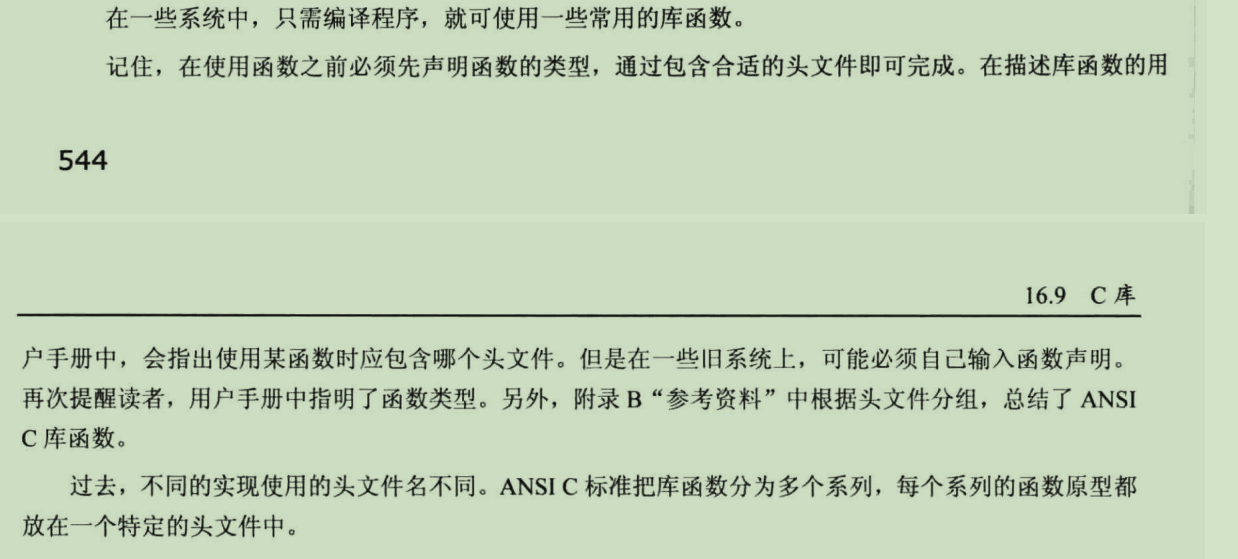 在一些系统中，只需编译程序，就可使用一些常用的库函数。
记住，在使用函数之前必须先声明函数的类型，通过包含合适的头文件即可完成。在描述库函数的用
544
16.9 C 库
户手册中，会指出使用某函数时应包含哪个头文件。但是在一些旧系统上，可能必须自己输入函数声明。
再次提醒读者，用户手册中指明了函数类型。另外，附录 B“参考资料”中根据头文件分组，总结了 ANSI
C 库函数。
过去，不同的实现使用的头文件名不同。ANSI C 标准把库函数分为多个系列，每个系列的函数原型都
放在一个特定的头文件中。